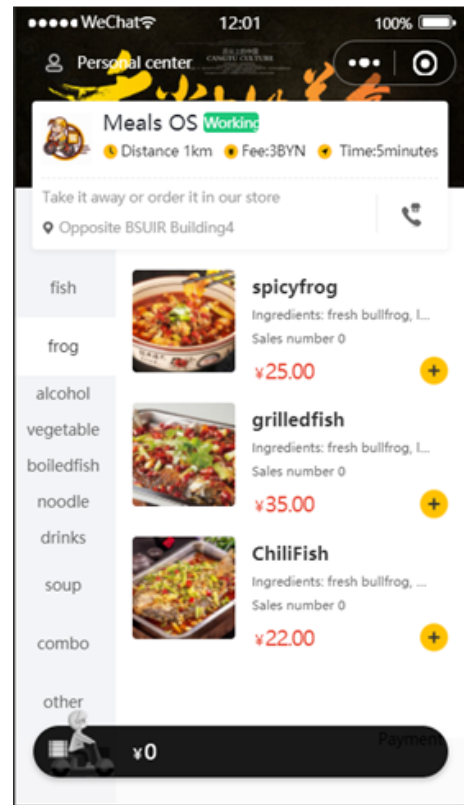 WeChat 12:01 100%
Personal center
CANGTU CULTURE
Meals OS Working
Distance 1km Fee:3BYN Time:5minutes
Take it away or order it in our store
Opposite BSUIR Building4
fish
frog
alcohol
vegetable
boiledfish
noodle
drinks
soup
combo
other
spicyfrog
Ingredients: fresh bullfrog, l...
Sales number 0
¥25.00
grilledfish
Ingredients: fresh bullfrog, l...
Sales number 0
¥35.00
ChiliFish
Ingredients: fresh bullfrog, ...
Sales number 0
¥22.00
¥0
Payment